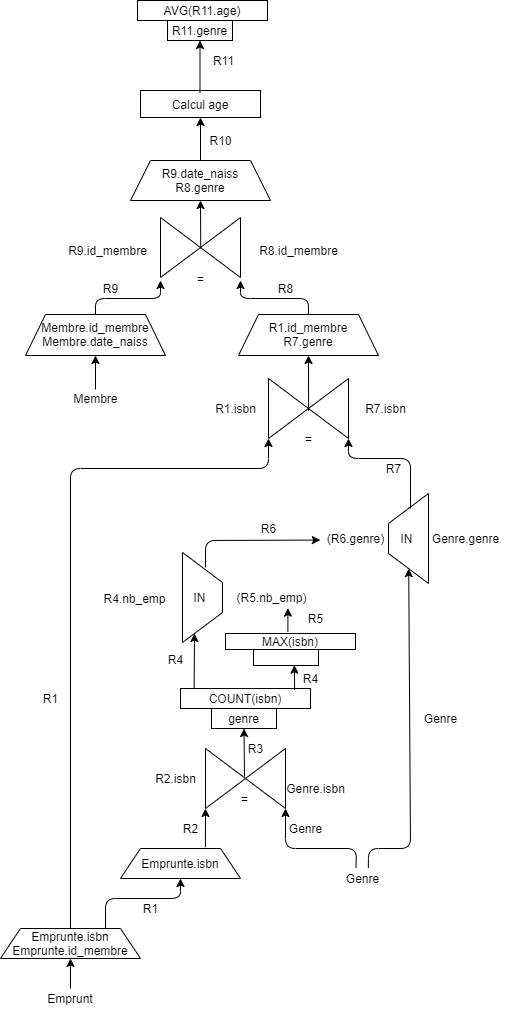 AVG(R11.age)
R11.genre
R11
Calcul age
R10
R9.date_naiss
R8.genre
R9.id_membre
R8.id_membre
=
R9
R8
Membre.id_membre
Membre.date_naiss
R1.id_membre
R7.genre
Membre
R1.isbn
R7.isbn
=
R7
R6
(R6.genre)
IN
Genre.genre
R4.nb_emp
IN
(R5.nb_emp)
R5
MAX(isbn)
R4
R4
R1
COUNT(isbn)
genre
Genre
R3
R2.isbn
Genre.isbn
=
R2
Genre
Emprunte.isbn
Genre
R1
Emprunte.isbn
Emprunte.id_membre
Emprunt